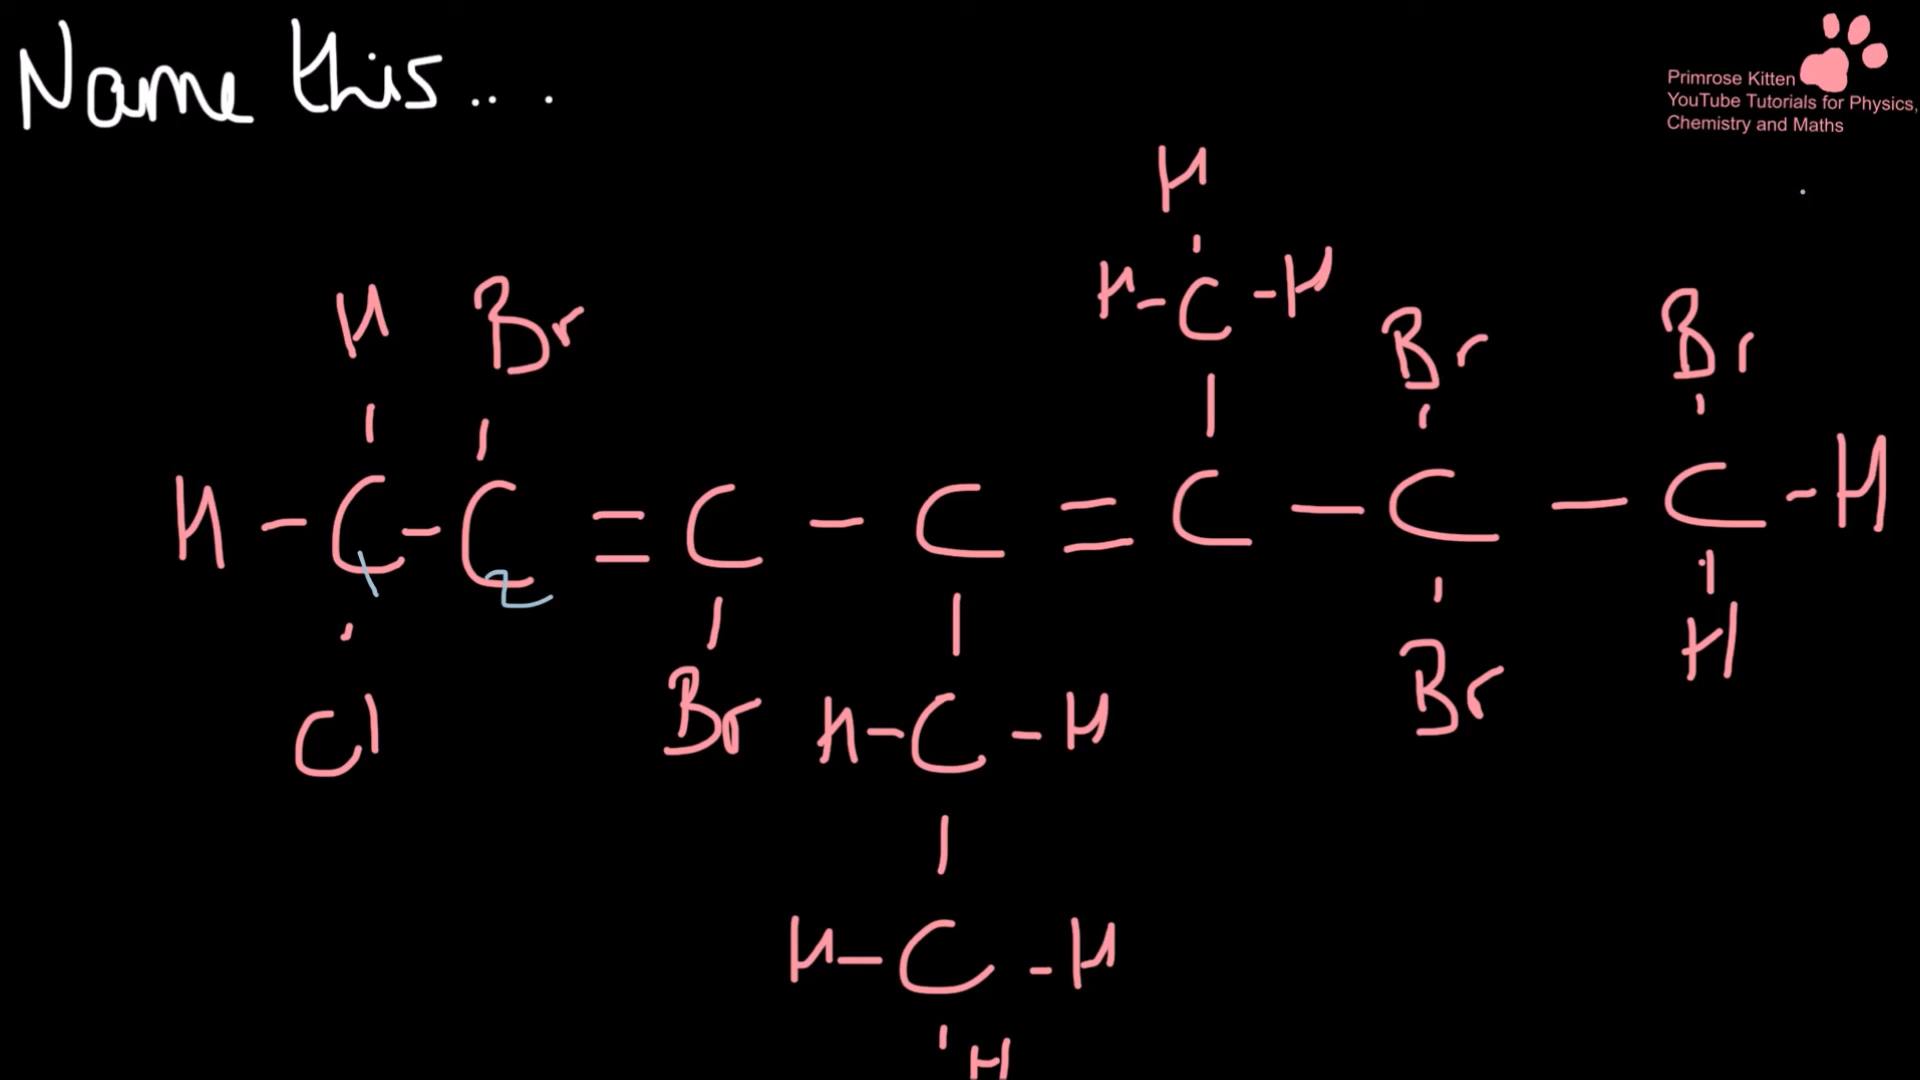 Name this...
Primrose Kitten
YouTube Tutorials for Physics,
Chemistry and Maths
H
H-C-H
H Br Br Br
H-C-C=C-C=C-C-C-H
1 2
Cl Br H-C-H Br H
H-C-H
H